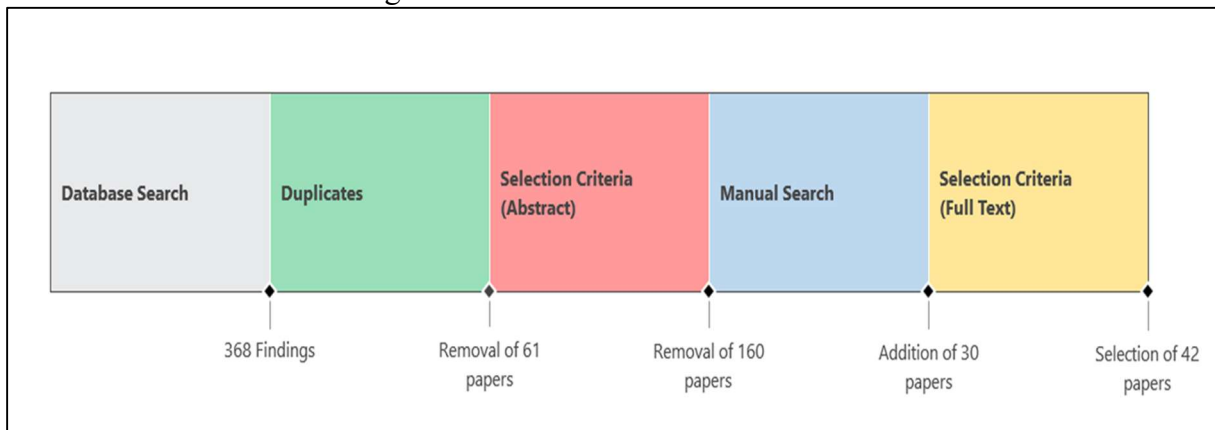 Database Search
Duplicates
Selection Criteria
(Abstract)
Manual Search
Selection Criteria
(Full Text)
368 Findings
Removal of 61
papers
Removal of 160
papers
Addition of 30
papers
Selection of 42
papers